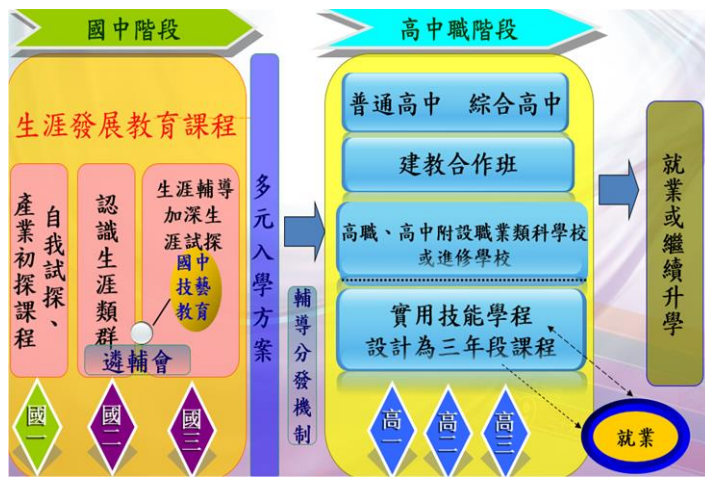 國中階段
高中職階段
生涯發展教育課程
自我試探、
產業初探課程
認識生涯類群
生涯輔導
加深生
涯試探
國中
技藝
教育
遴輔會
國一
國二
國三
多元入學方案
輔導分發機制
普通高中 綜合高中
建教合作班
高職、高中附設職業類科學校
或進修學校
實用技能學程
設計為三年段課程
高一
高二
高三
就業或繼續升學
就業